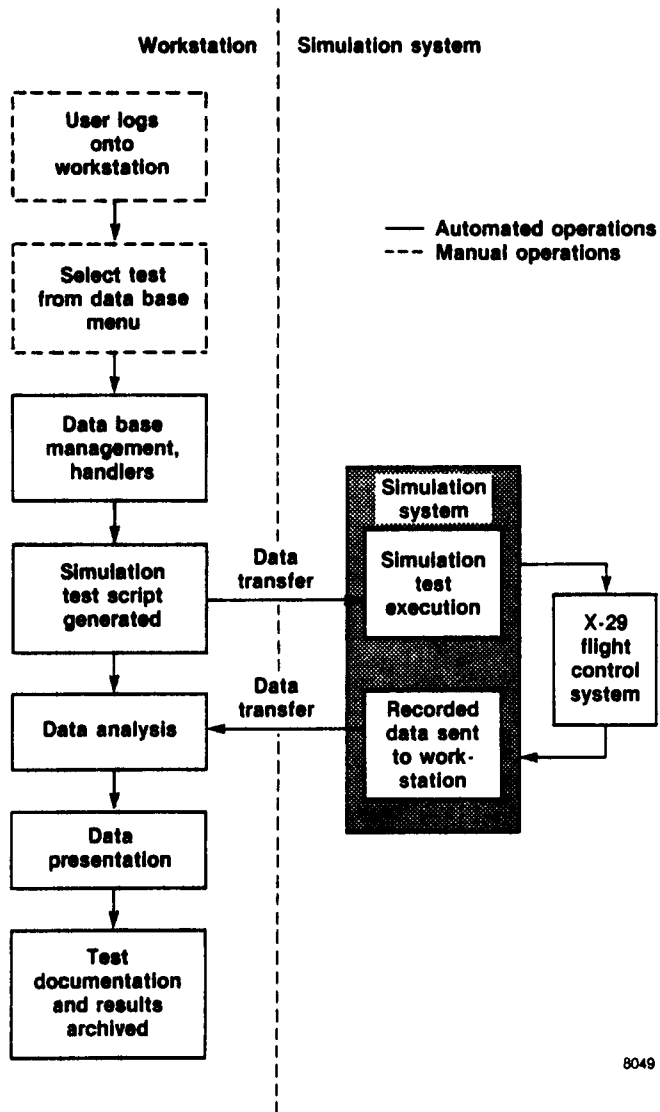 Workstation
Simulation system
User logs
onto
workstation
Automated operations
Manual operations
Select test
from data base
menu
Data base
management,
handlers
Simulation
system
Simulation
test script
generated
Data
transfer
Simulation
test
execution
X-29
flight
control
system
Data analysis
Data
transfer
Recorded
data sent
to work-
station
Data
presentation
Test
documentation
and results
archived
8049